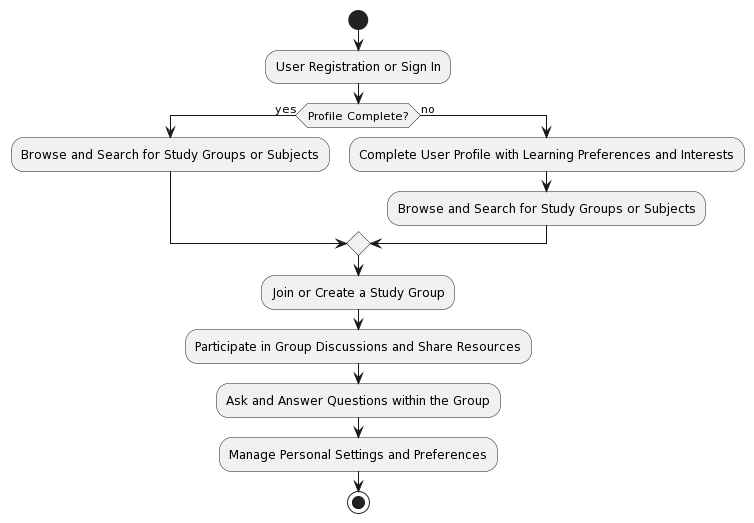 User Registration or Sign In
yes
Profile Complete?
no
Browse and Search for Study Groups or Subjects
Complete User Profile with Learning Preferences and Interests
Browse and Search for Study Groups or Subjects
Join or Create a Study Group
Participate in Group Discussions and Share Resources
Ask and Answer Questions within the Group
Manage Personal Settings and Preferences